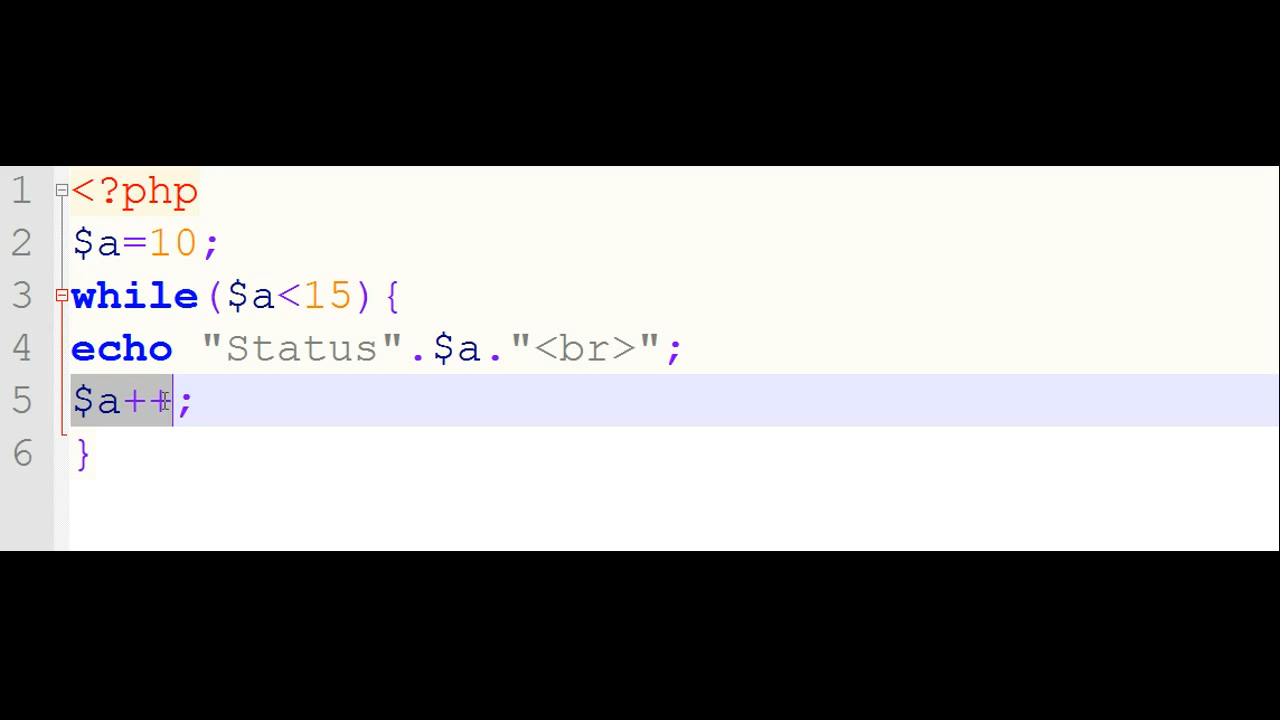 1 <?php
2 $a=10;
3 while($a<15){
4 echo "Status".$a."<br>";
5 $a++;
6 }